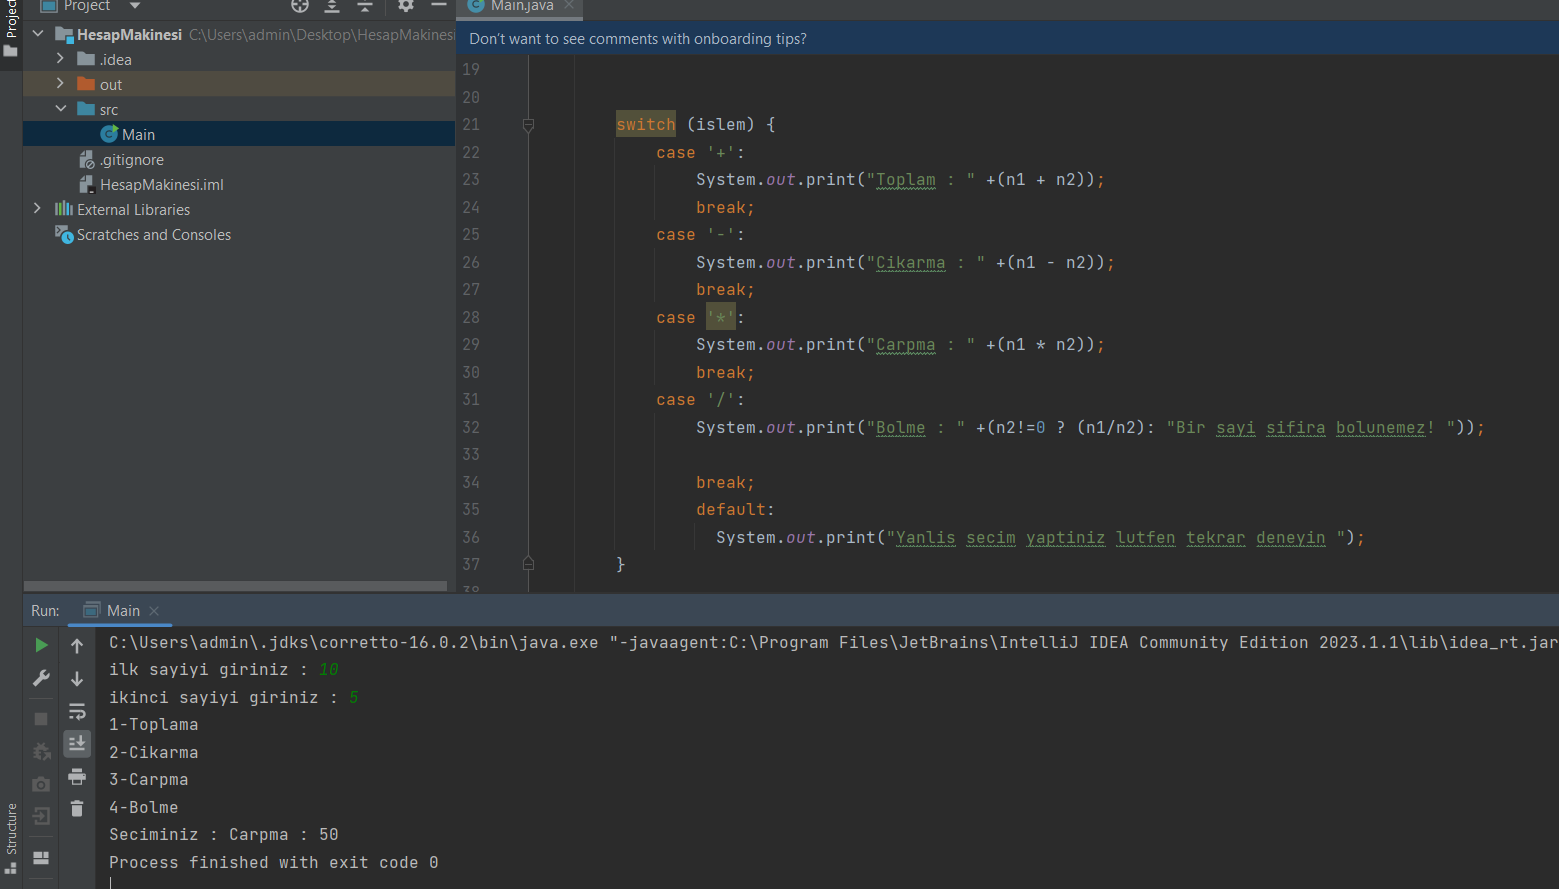 Project
Main.java
Project
HesapMakinesi C:\Users\admin\Desktop\HesapMakinesi
.idea
out
src
Main
.gitignore
HesapMakinesi.iml
External Libraries
Scratches and Consoles
Don't want to see comments with onboarding tips?
19
20
21 switch (islem) {
22 case '+':
23 System.out.print("Toplam : " +(n1 + n2));
24 break;
25 case '-':
26 System.out.print("Cikarma : " +(n1 - n2));
27 break;
28 case '*':
29 System.out.print("Carpma : " +(n1 * n2));
30 break;
31 case '/':
32 System.out.print("Bolme : " +(n2!=0 ? (n1/n2): "Bir sayi sifira bolunemez! "));
33
34 break;
35 default:
36 System.out.print("Yanlis secim yaptiniz lutfen tekrar deneyin ");
37 }
38
Run: Main
C:\Users\admin\.jdks\corretto-16.0.2\bin\java.exe "-javaagent:C:\Program Files\JetBrains\IntelliJ IDEA Community Edition 2023.1.1\lib\idea_rt.jar
ilk sayiyi giriniz : 10
ikinci sayiyi giriniz : 5
1-Toplama
2-Cikarma
3-Carpma
4-Bolme
Seciminiz : Carpma : 50
Process finished with exit code 0
Structure